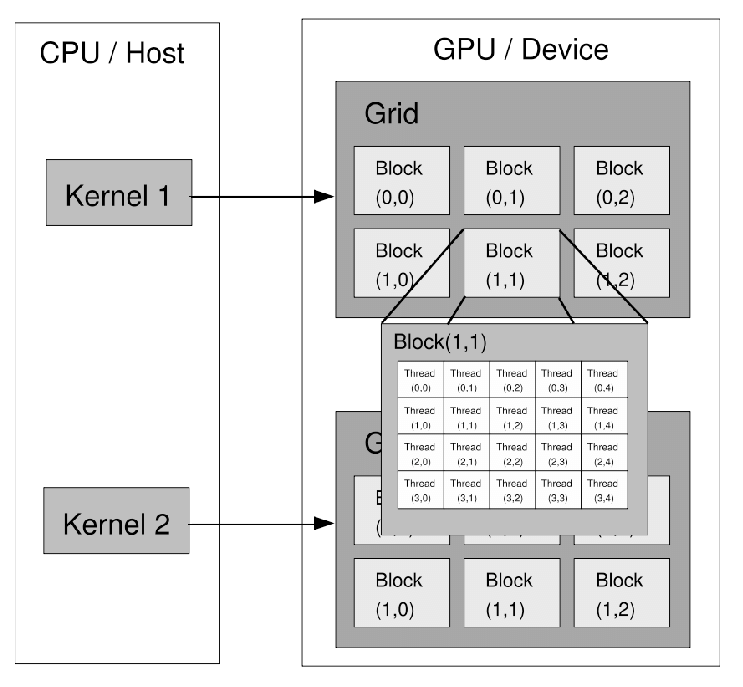 CPU / Host
GPU / Device
Grid
Kernel 1
Block Block Block
(0,0) (0,1) (0,2)
Block Block Block
(1,0) (1,1) (1,2)
Block(1,1)
Thread Thread Thread Thread Thread
(0,0) (0,1) (0,2) (0,3) (0,4)
Thread Thread Thread Thread Thread
(1,0) (1,1) (1,2) (1,3) (1,4)
Thread Thread Thread Thread Thread
(2,0) (2,1) (2,2) (2,3) (2,4)
Thread Thread Thread Thread Thread
(3,0) (3,1) (3,2) (3,3) (3,4)
Kernel 2
Block Block Block
(1,0) (1,1) (1,2)